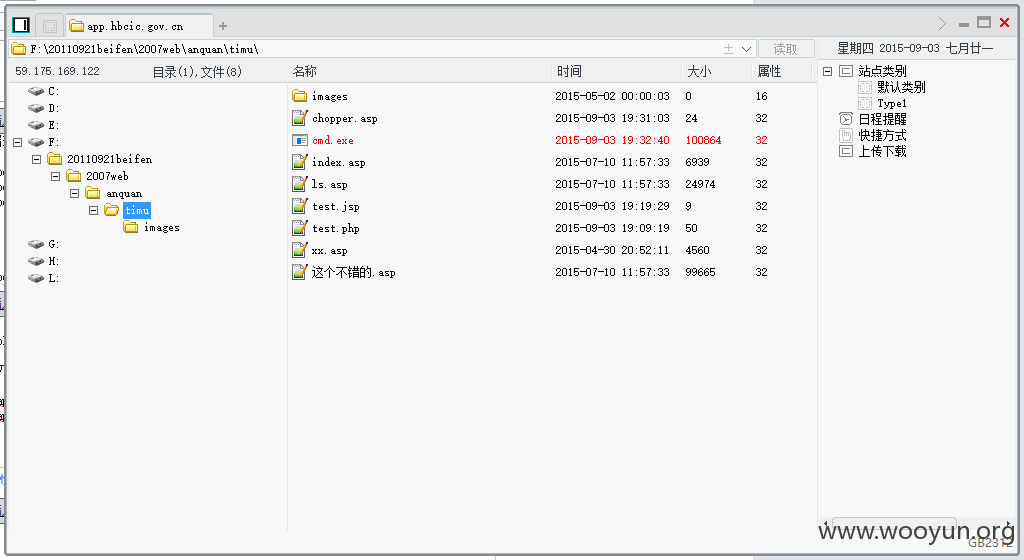 app.hbcic.gov.cn
F:\20110921beifen\2007web\anquan\timu\
读取
星期四 2015-09-03 七月廿一
59.175.169.122 目录(1),文件(8)
名称 时间 大小 属性
C:
D:
E:
F:
20110921beifen
2007web
anquan
timu
images
G:
H:
L:
images 2015-05-02 00:00:03 0 16
chopper.asp 2015-09-03 19:31:03 24 32
cmd.exe 2015-09-03 19:32:40 100864 32
index.asp 2015-07-10 11:57:33 6939 32
ls.asp 2015-07-10 11:57:33 24974 32
test.jsp 2015-09-03 19:19:29 9 32
test.php 2015-09-03 19:09:19 50 32
xx.asp 2015-04-30 20:52:11 4560 32
这个不错的.asp 2015-07-10 11:57:33 99665 32
站点类别
默认类别
Type1
日程提醒
快捷方式
上传下载
www.wooyun.org
GB2312